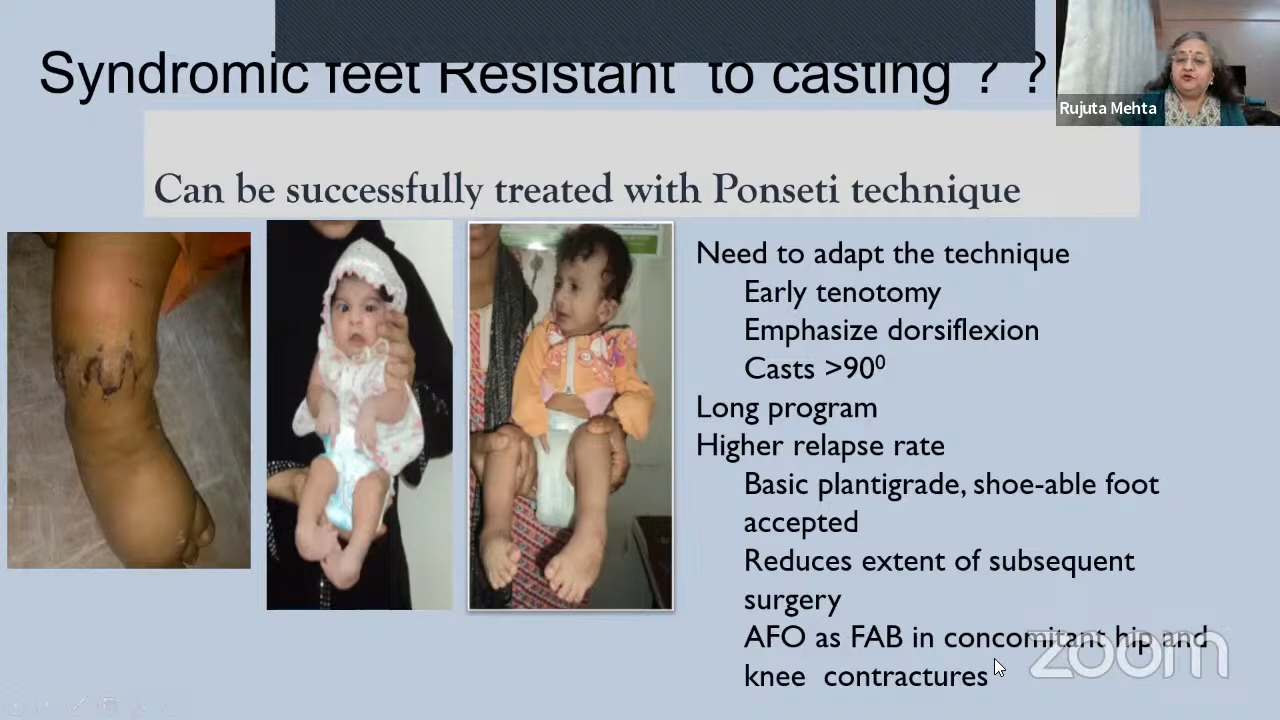 Syndromic feet Resistant to casting ? ?
Rujuta Mehta
Can be successfully treated with Ponseti technique
Need to adapt the technique
Early tenotomy
Emphasize dorsiflexion
Casts >90⁰
Long program
Higher relapse rate
Basic plantigrade, shoe-able foot
accepted
Reduces extent of subsequent
surgery
AFO as FAB in concomitant hip and
knee contractures
zoom